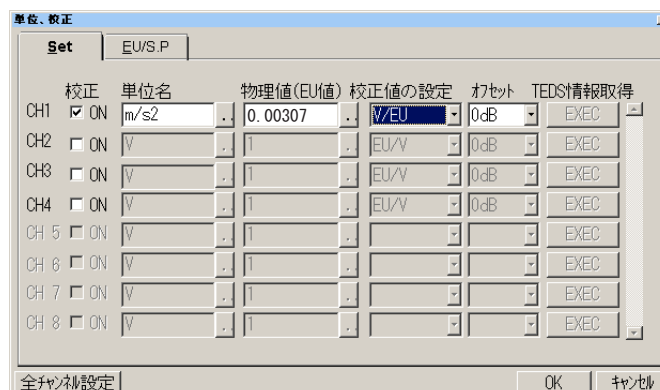 単位、校正
Set EU/S.P
校正 単位名 物理値(EU値) 校正値の設定 オフセット TEDS情報取得
CH1 ON m/s2 .. 0.00307 .. V/EU 0dB EXEC
CH2 ON V .. 1 .. EU/V 0dB EXEC
CH3 ON V .. 1 .. EU/V 0dB EXEC
CH4 ON V .. 1 .. EU/V 0dB EXEC
CH 5 ON V .. 1 .. EXEC
CH 6 ON V .. 1 .. EXEC
CH 7 ON V .. 1 .. EXEC
CH 8 ON V .. 1 .. EXEC
全チャンネル設定 OK キャンセル